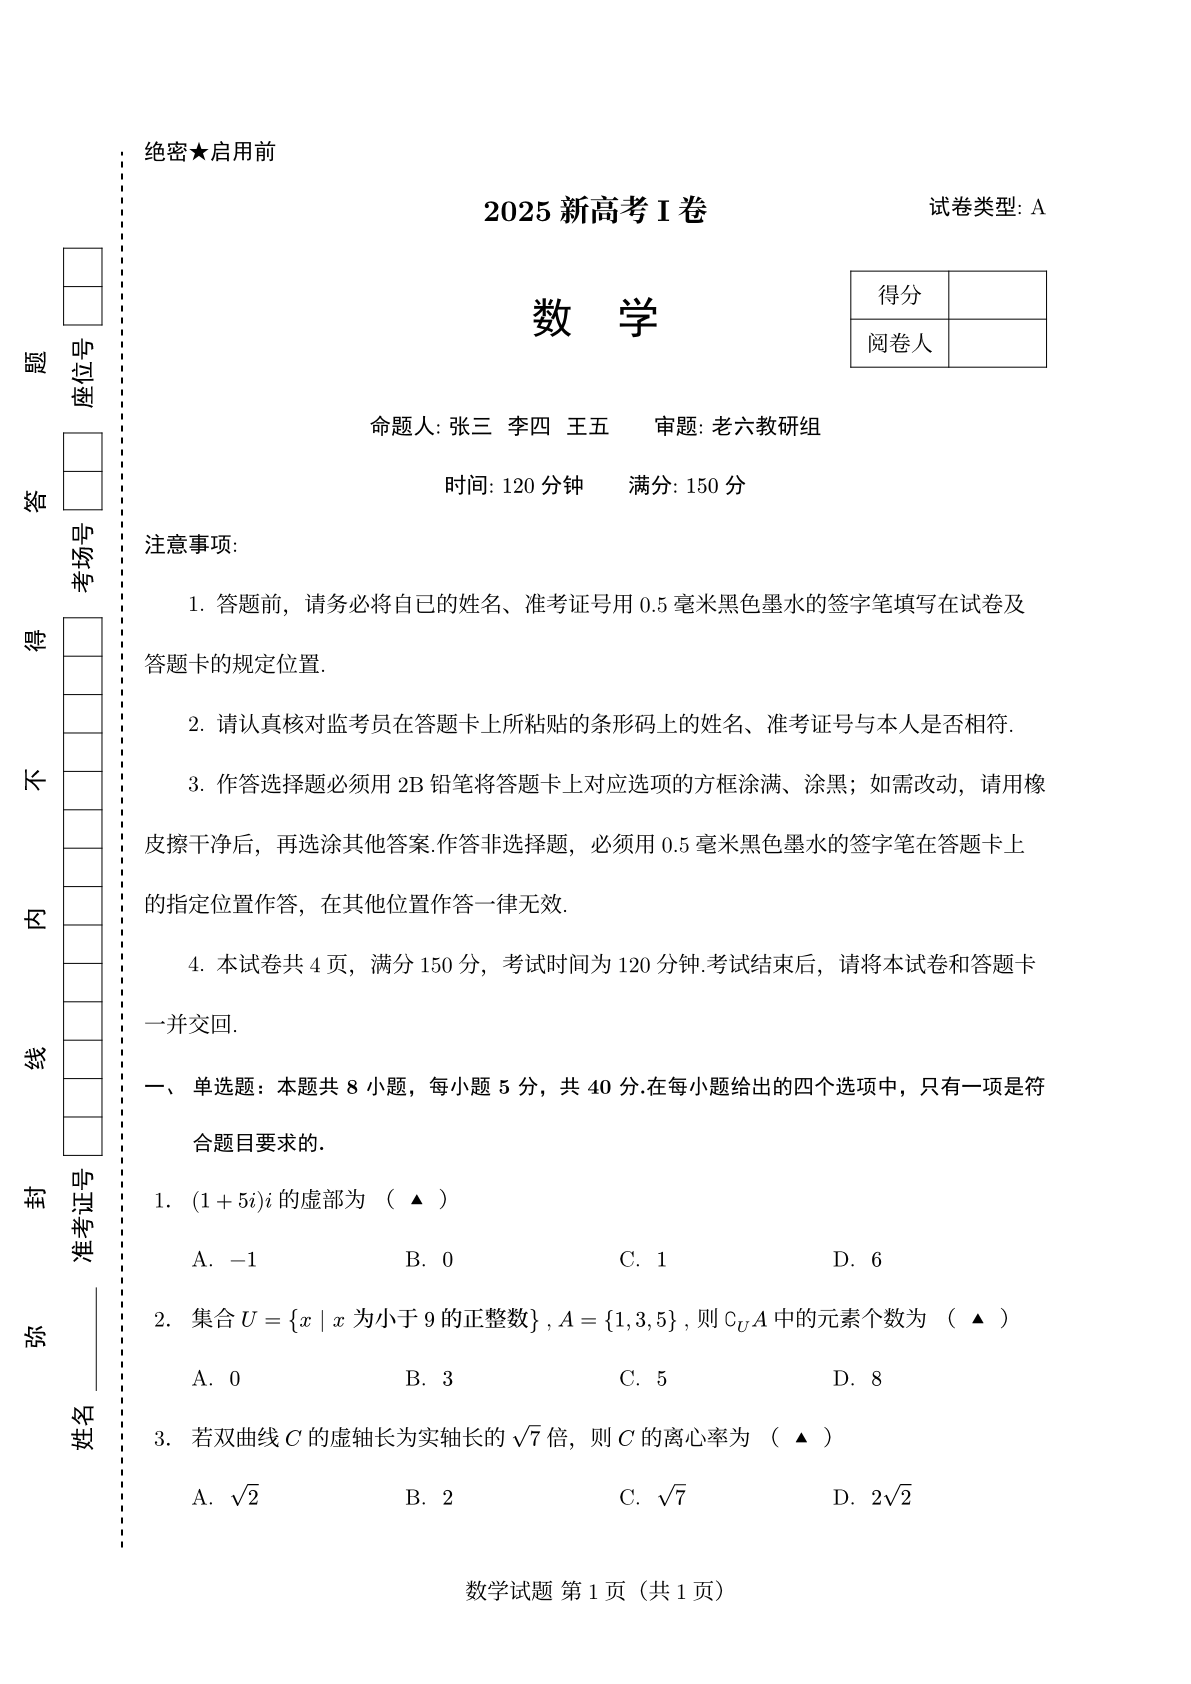 绝密★启用前
2025 新高考 I 卷
试卷类型: A
数 学
得分
阅卷人
命题人: 张三 李四 王五 审题: 老六教研组
时间: 120 分钟 满分: 150 分
注意事项:
1. 答题前，请务必将自已的姓名、准考证号用 0.5 毫米黑色墨水的签字笔填写在试卷及
答题卡的规定位置.
2. 请认真核对监考员在答题卡上所粘贴的条形码上的姓名、准考证号与本人是否相符.
3. 作答选择题必须用 2B 铅笔将答题卡上对应选项的方框涂满、涂黑；如需改动，请用橡
皮擦干净后，再选涂其他答案.作答非选择题，必须用 0.5 毫米黑色墨水的签字笔在答题卡上
的指定位置作答，在其他位置作答一律无效.
4. 本试卷共 4 页，满分 150 分，考试时间为 120 分钟.考试结束后，请将本试卷和答题卡
一并交回.
一、 单选题：本题共 8 小题，每小题 5 分，共 40 分.在每小题给出的四个选项中，只有一项是符
合题目要求的.
1. (1 + 5i)i 的虚部为 （ ▲ ）
A. −1 B. 0 C. 1 D. 6
2. 集合 U = {x | x 为小于 9 的正整数} , A = {1, 3, 5} , 则 ∁_U A 中的元素个数为 （ ▲ ）
A. 0 B. 3 C. 5 D. 8
3. 若双曲线 C 的虚轴长为实轴长的 √7 倍，则 C 的离心率为 （ ▲ ）
A. √2 B. 2 C. √7 D. 2√2
数学试题 第 1 页（共 1 页）
姓名 准考证号 考场号 座位号
弥 封 线 内 不 得 答 题